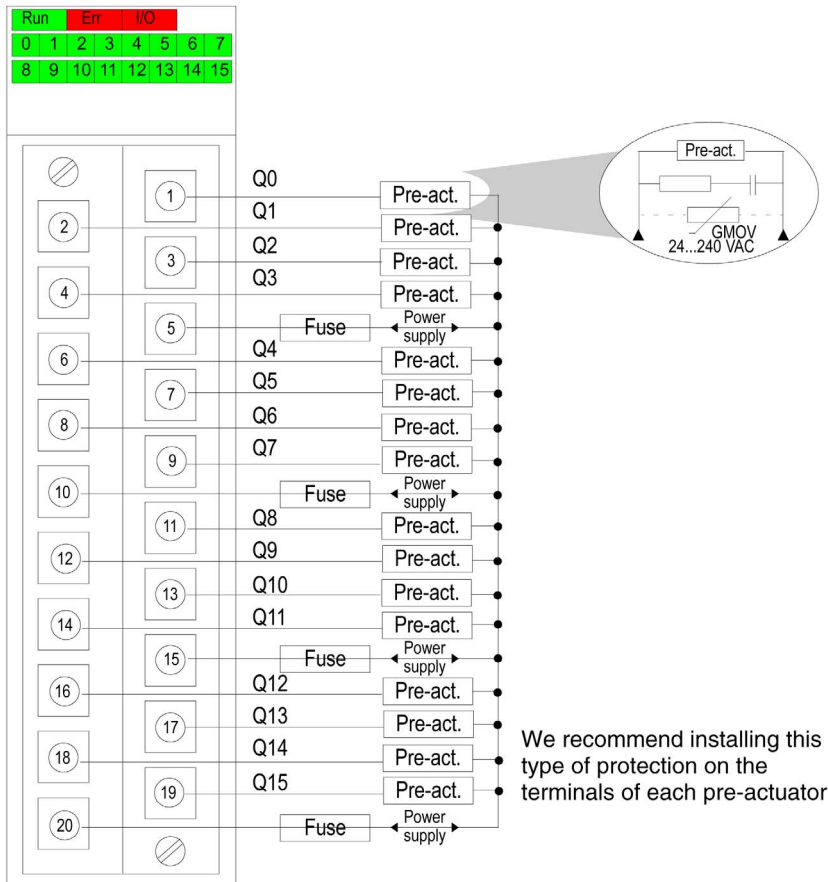 Run Err I/O
0 1 2 3 4 5 6 7
8 9 10 11 12 13 14 15
Pre-act.
GMOV
24...240 VAC
1 Q0 Pre-act.
2 Q1 Pre-act.
3 Q2 Pre-act.
4 Q3 Pre-act.
5 Fuse Power supply
6 Q4 Pre-act.
7 Q5 Pre-act.
8 Q6 Pre-act.
9 Q7 Pre-act.
10 Fuse Power supply
11 Q8 Pre-act.
12 Q9 Pre-act.
13 Q10 Pre-act.
14 Q11 Pre-act.
15 Fuse Power supply
16 Q12 Pre-act.
17 Q13 Pre-act.
18 Q14 Pre-act.
19 Q15 Pre-act.
20 Fuse Power supply
We recommend installing this
type of protection on the
terminals of each pre-actuator